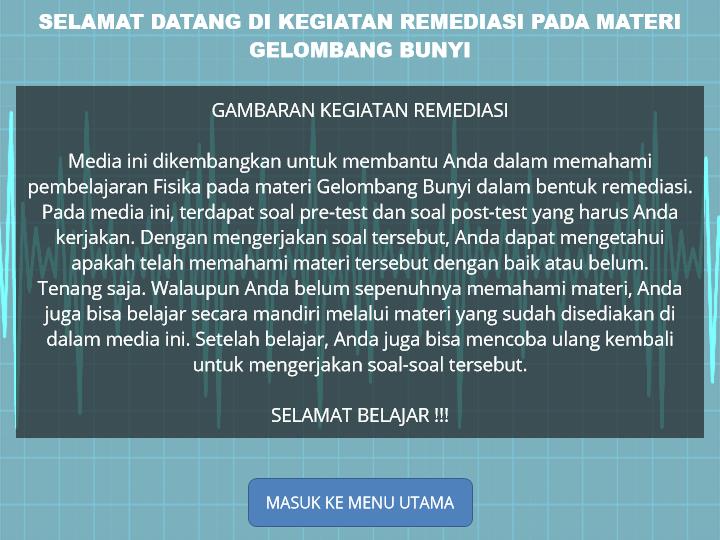 SELAMAT DATANG DI KEGIATAN REMEDIASI PADA MATERI
GELOMBANG BUNYI
GAMBARAN KEGIATAN REMEDIASI
Media ini dikembangkan untuk membantu Anda dalam memahami
pembelajaran Fisika pada materi Gelombang Bunyi dalam bentuk remediasi.
Pada media ini, terdapat soal pre-test dan soal post-test yang harus Anda
kerjakan. Dengan mengerjakan soal tersebut, Anda dapat mengetahui
apakah telah memahami materi tersebut dengan baik atau belum.
Tenang saja. Walaupun Anda belum sepenuhnya memahami materi, Anda
juga bisa belajar secara mandiri melalui materi yang sudah disediakan di
dalam media ini. Setelah belajar, Anda juga bisa mencoba ulang kembali
untuk mengerjakan soal-soal tersebut.
SELAMAT BELAJAR !!!
MASUK KE MENU UTAMA